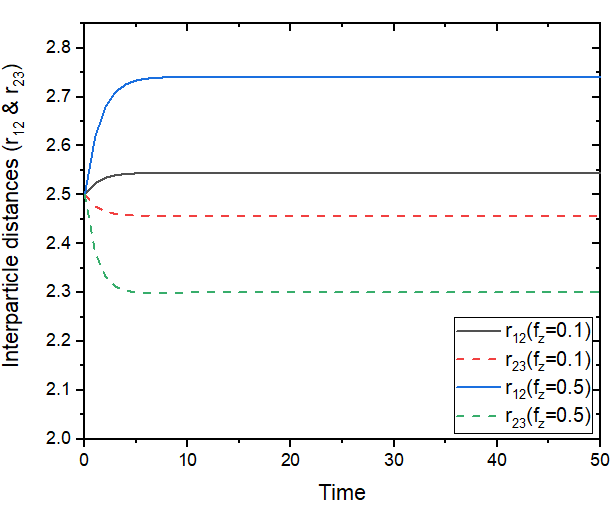 Interparticle distances (r12 & r23)
2.8
2.7
2.6
2.5
2.4
2.3
2.2
2.1
2.0
0 10 20 30 40 50
Time
r12(fz=0.1)
r23(fz=0.1)
r12(fz=0.5)
r23(fz=0.5)